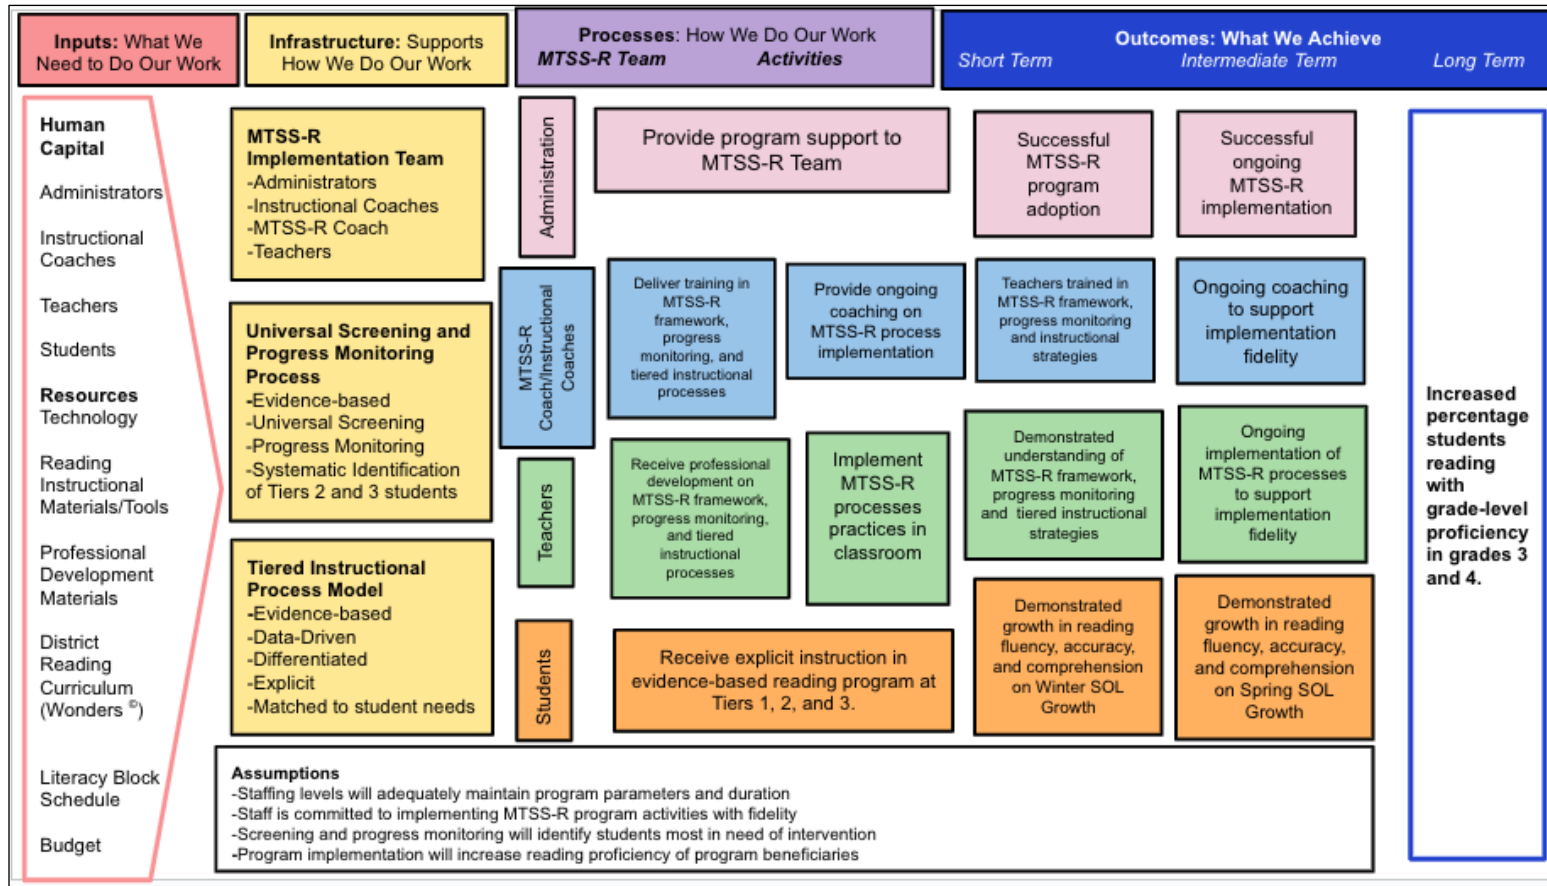 Inputs: What We
Need to Do Our Work
Infrastructure: Supports
How We Do Our Work
Processes: How We Do Our Work
MTSS-R Team
Activities
Outcomes: What We Achieve
Short Term
Intermediate Term
Long Term
Human
Capital
Administrators
Instructional
Coaches
Teachers
Students
Resources
Technology
Reading
Instructional
Materials/Tools
Professional
Development
Materials
District
Reading
Curriculum
(Wonders ©)
Literacy Block
Schedule
Budget
MTSS-R
Implementation Team
-Administrators
-Instructional Coaches
-MTSS-R Coach
-Teachers
Universal Screening and
Progress Monitoring
Process
-Evidence-based
-Universal Screening
-Progress Monitoring
-Systematic Identification
of Tiers 2 and 3 students
Tiered Instructional
Process Model
-Evidence-based
-Data-Driven
-Differentiated
-Explicit
-Matched to student needs
Administration
Provide program support to
MTSS-R Team
Successful
MTSS-R
program
adoption
Successful
ongoing
MTSS-R
implementation
MTSS-R
Coach/Instructional
Coaches
Deliver training in
MTSS-R
framework,
progress
monitoring, and
tiered instructional
processes
Provide ongoing
coaching on
MTSS-R process
implementation
Teachers trained in
MTSS-R framework,
progress monitoring
and instructional
strategies
Ongoing coaching
to support
implementation
fidelity
Teachers
Receive professional
development on
MTSS-R framework,
progress monitoring,
and tiered
instructional
processes
Implement
MTSS-R
processes
practices in
classroom
Demonstrated
understanding of
MTSS-R framework,
progress monitoring
and tiered instructional
strategies
Ongoing
implementation of
MTSS-R processes
to support
implementation
fidelity
Students
Receive explicit instruction in
evidence-based reading program at
Tiers 1, 2, and 3.
Demonstrated
growth in reading
fluency, accuracy,
and comprehension
on Winter SOL
Growth
Demonstrated
growth in reading
fluency, accuracy,
and comprehension
on Spring SOL
Growth
Increased
percentage
students
reading
with
grade-level
proficiency
in grades 3
and 4.
Assumptions
-Staffing levels will adequately maintain program parameters and duration
-Staff is committed to implementing MTSS-R program activities with fidelity
-Screening and progress monitoring will identify students most in need of intervention
-Program implementation will increase reading proficiency of program beneficiaries